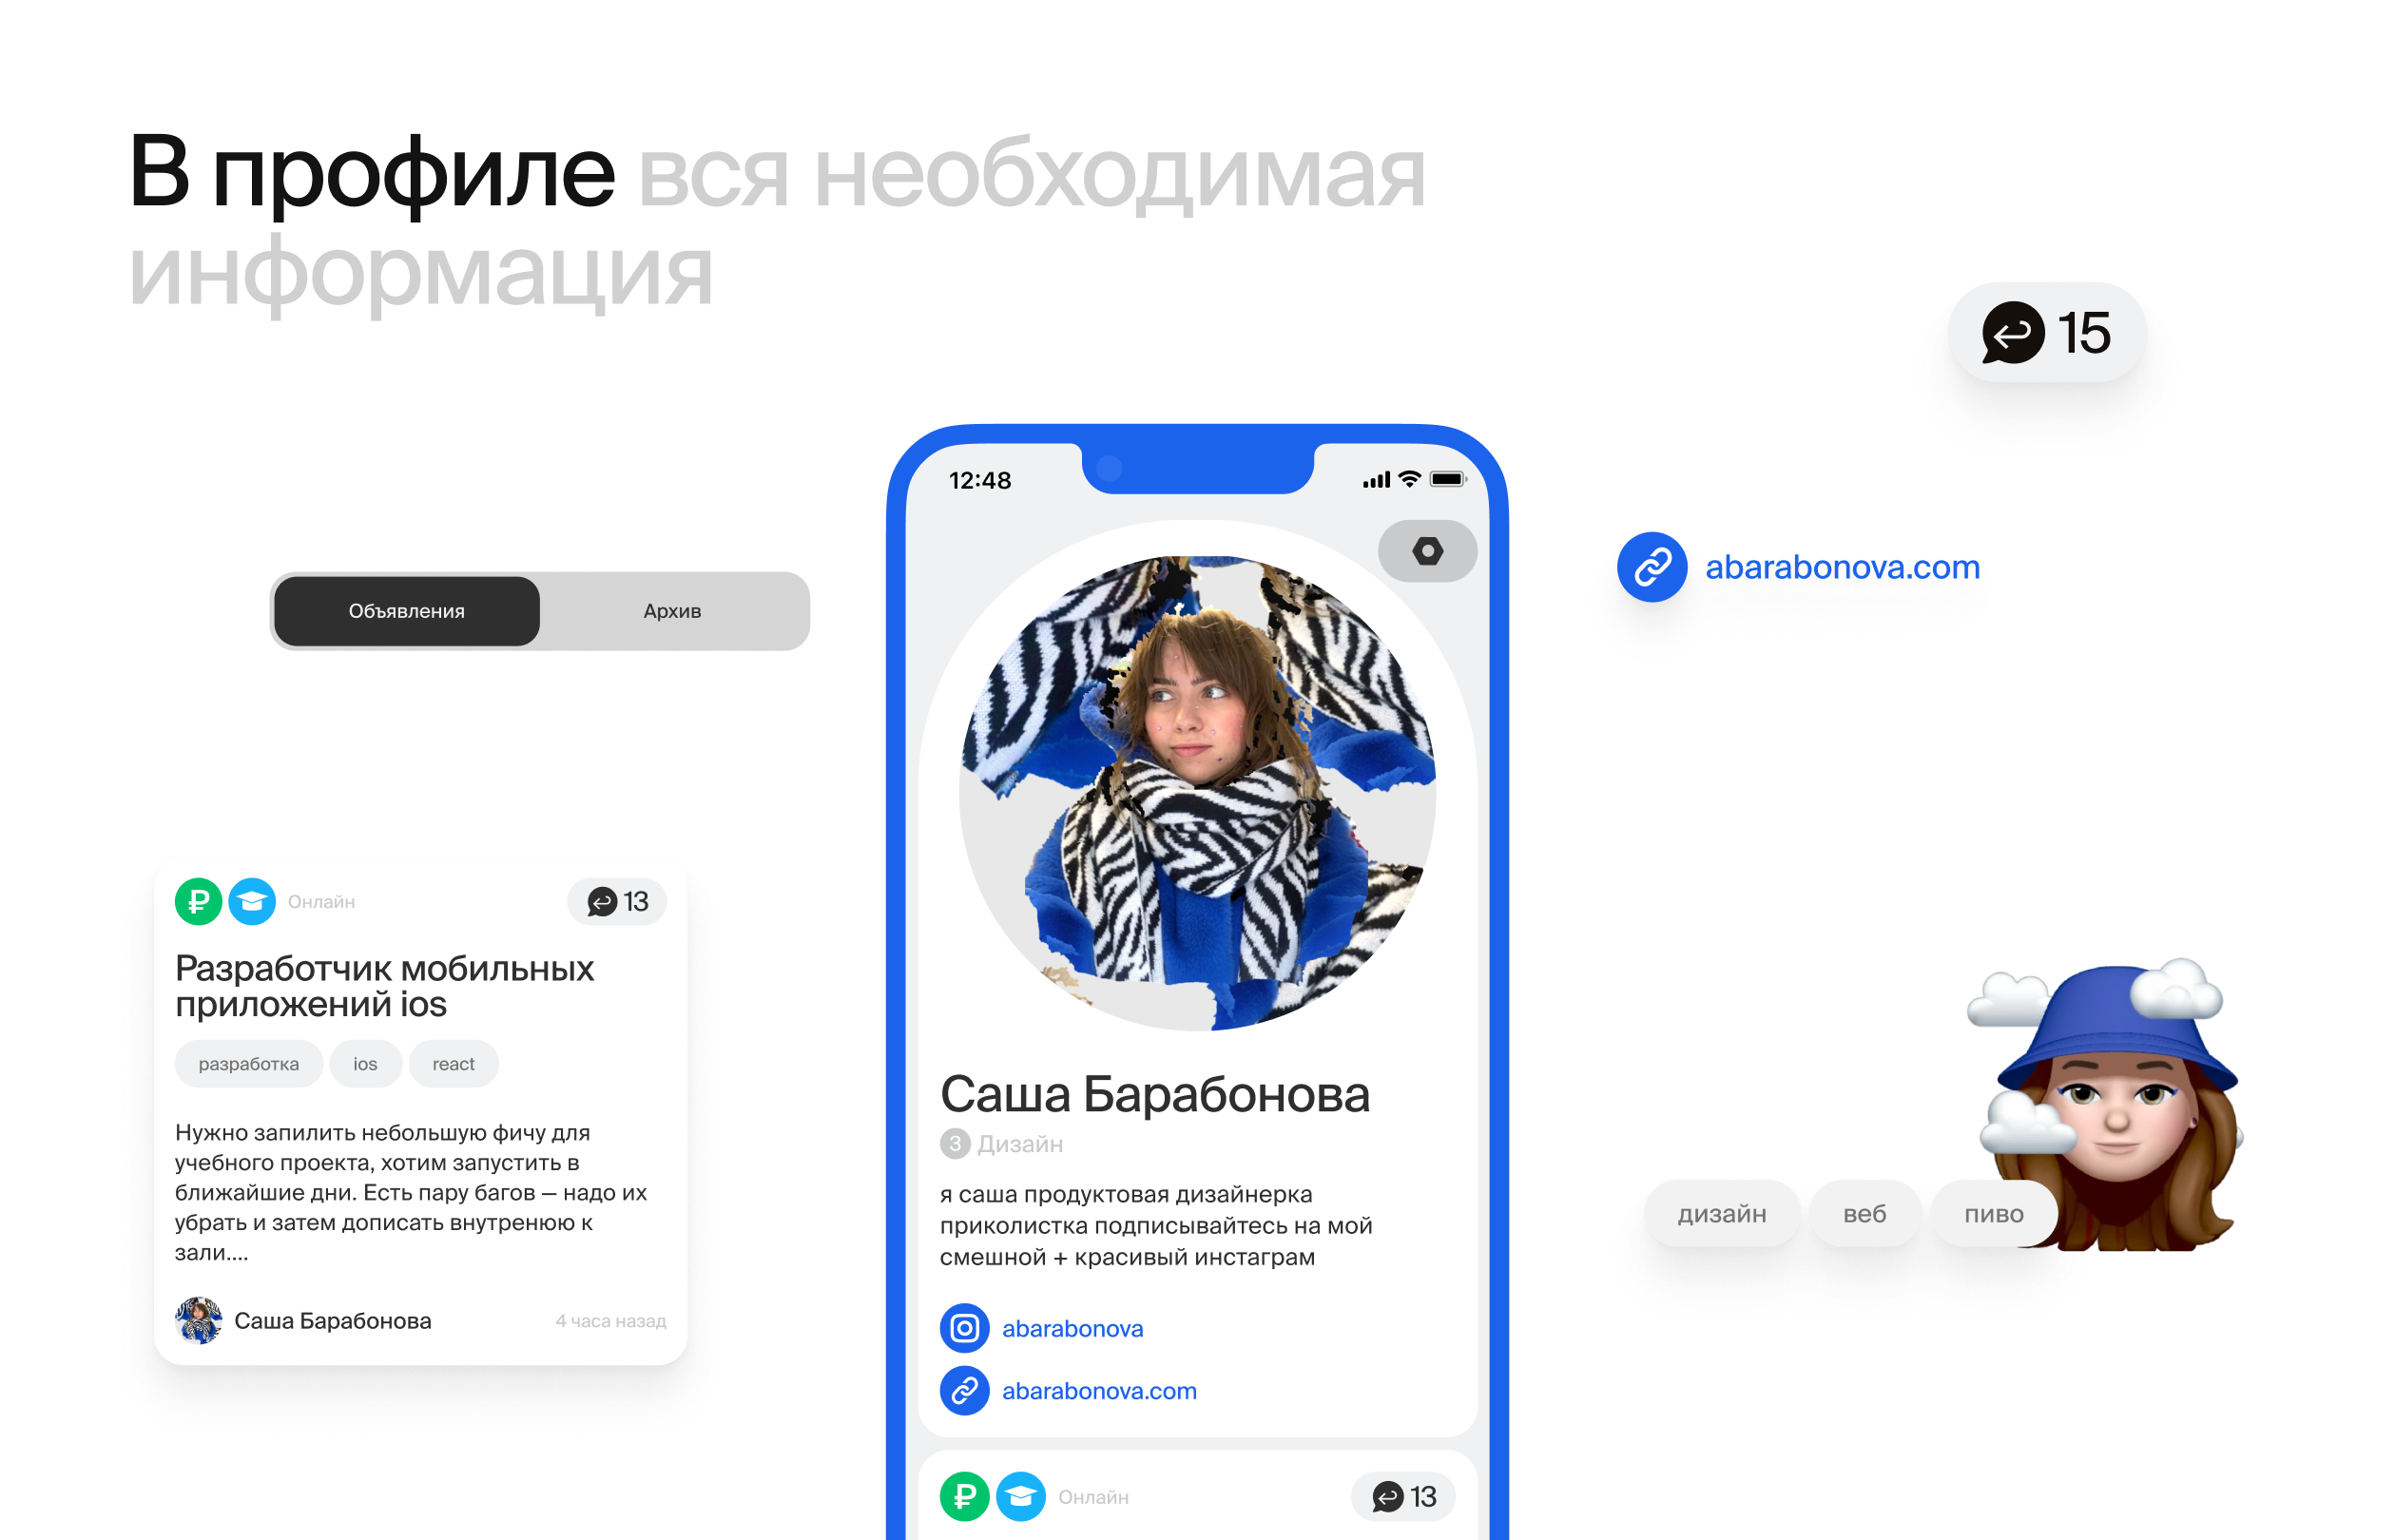 В профиле вся необходимая
информация
15
12:48
abarabonova.com
Объявления
Архив
Онлайн
13
Разработчик мобильных
приложений ios
разработка
ios
react
Нужно запилить небольшую фичу для
учебного проекта, хотим запустить в
ближайшие дни. Есть пару багов — надо их
убрать и затем дописать внутренюю к
зали....
Саша Барабонова
4 часа назад
Саша Барабонова
3 Дизайн
я саша продуктовая дизайнерка
приколистка подписывайтесь на мой
смешной + красивый инстаграм
abarabonova
abarabonova.com
₽
Онлайн
13
дизайн
веб
пиво